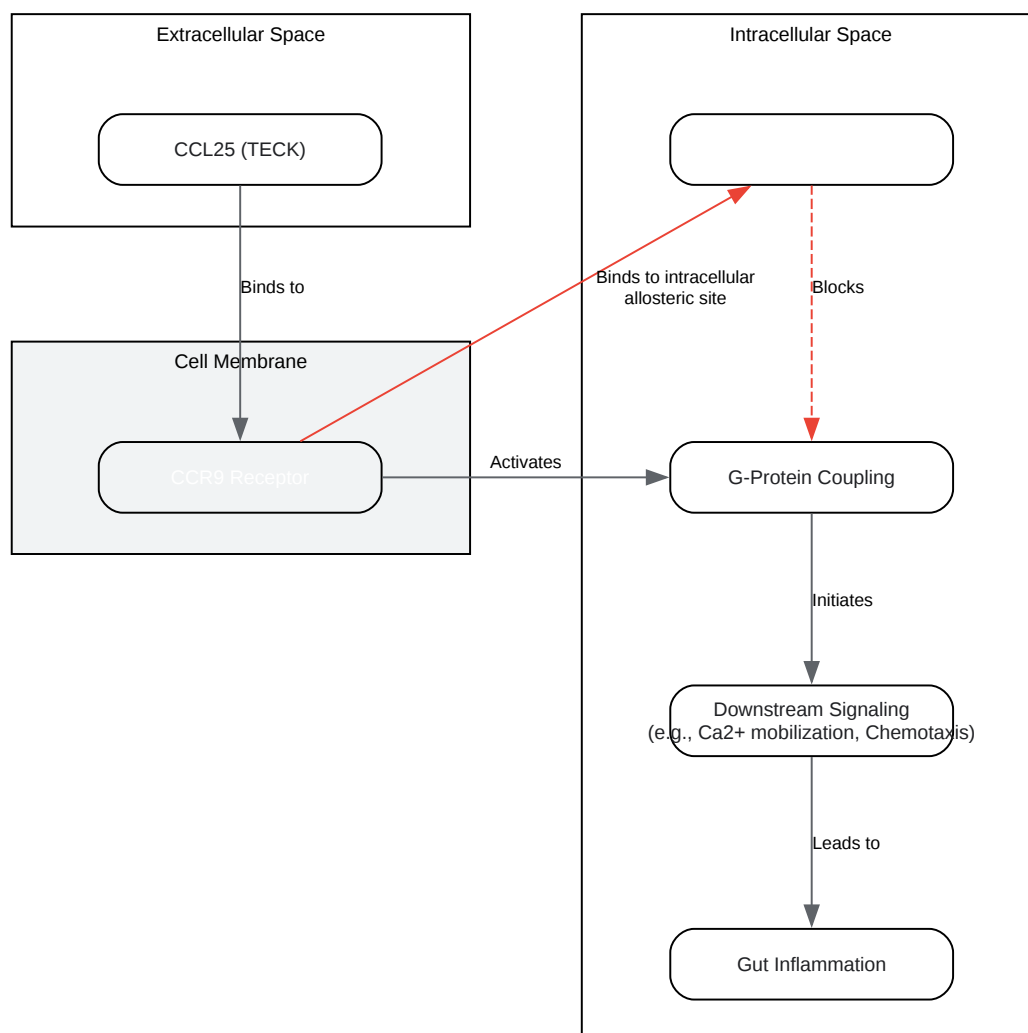 Extracellular Space
Intracellular Space
CCL25 (TECK)
Binds to
Binds to intracellular
allosteric site
Blocks
Cell Membrane
CCR9 Receptor
Activates
G-Protein Coupling
Initiates
Downstream Signaling
(e.g., Ca2+ mobilization, Chemotaxis)
Leads to
Gut Inflammation